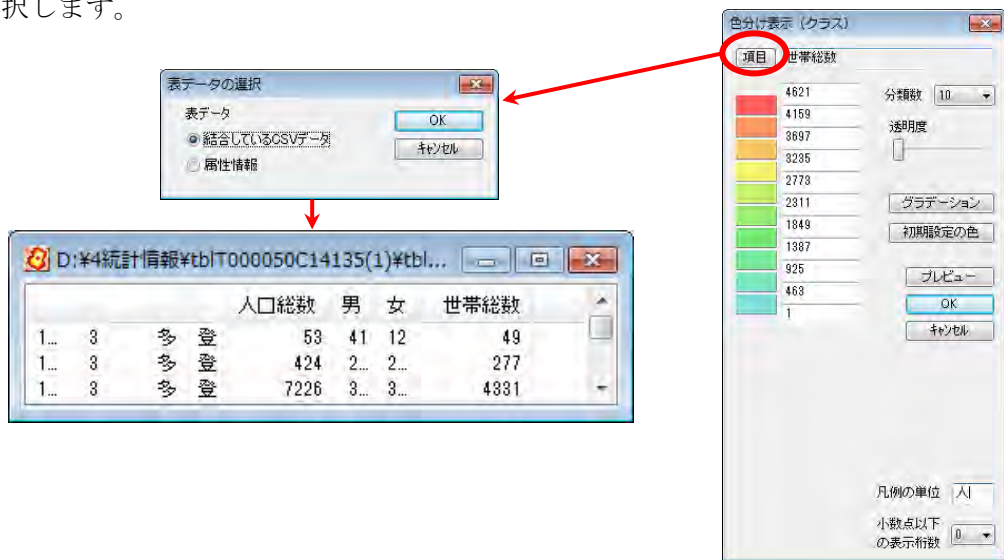 択します。
表データの選択
表データ
結合しているCSVデータ
属性情報
OK
キャンセル
D:¥4統計情報¥tblT000050C14135(1)¥tbl...
人口総数 男 女 世帯総数
1... 3 多 登 53 41 12 49
1... 3 多 登 424 2... 2... 277
1... 3 多 登 7226 3... 3... 4331
色分け表示（クラス）
項目 世帯総数
4621
4159
3697
3235
2773
2311
1849
1387
925
463
1
分類数 10
透明度
グラデーション
初期設定の色
プレビュー
OK
キャンセル
凡例の単位 人
小数点以下
の表示桁数 0